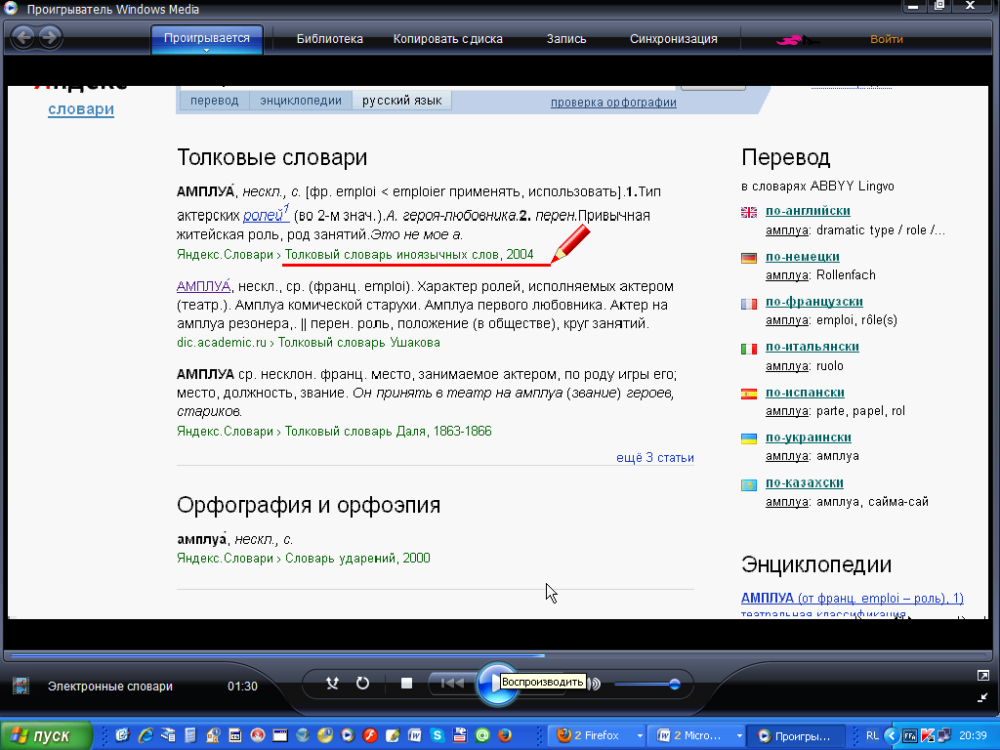 Проигрыватель Windows Media
Проигрывается
Библиотека
Копировать с диска
Запись
Синхронизация
Войти
Яндекс
словари
перевод
энциклопедии
русский язык
проверка орфографии
Толковые словари
АМПЛУА́, нескл., с. [фр. emploi < emploier применять, использовать].1.Тип
актерских ролей1 (во 2-м знач.).А. героя-любовника.2. перен.Привычная
житейская роль, род занятий.Это не мое а.
Яндекс.Словари › Толковый словарь иноязычных слов, 2004
АМПЛУА́, нескл., ср. (франц. emploi). Характер ролей, исполняемых актером
(театр.). Амплуа комической старухи. Амплуа первого любовника. Актер на
амплуа резонера,. || перен. роль, положение (в обществе), круг занятий.
dic.academic.ru › Толковый словарь Ушакова
АМПЛУА ср. несклон. франц. место, занимаемое актером, по роду игры его;
место, должность, звание. Он принять в театр на амплуа (звание) героев,
стариков.
Яндекс.Словари › Толковый словарь Даля, 1863-1866
ещё 3 статьи
Орфография и орфоэпия
амплуа́, нескл., с.
Яндекс.Словари › Словарь ударений, 2000
Перевод
в словарях ABBYY Lingvo
по-английски
амплуа: dramatic type / role /...
по-немецки
амплуа: Rollenfach
по-французски
амплуа: emploi, rôle(s)
по-итальянски
амплуа: ruolo
по-испански
амплуа: parte, papel, rol
по-украински
амплуа: амплуа
по-казахски
амплуа: амплуа, сайма-сай
Энциклопедии
АМПЛУА (от франц. emploi – роль), 1)
театральная классификация
Электронные словари
01:30
Воспроизводить
пуск
2 Firefox
2 Micro...
Проигры...
RL
20:39